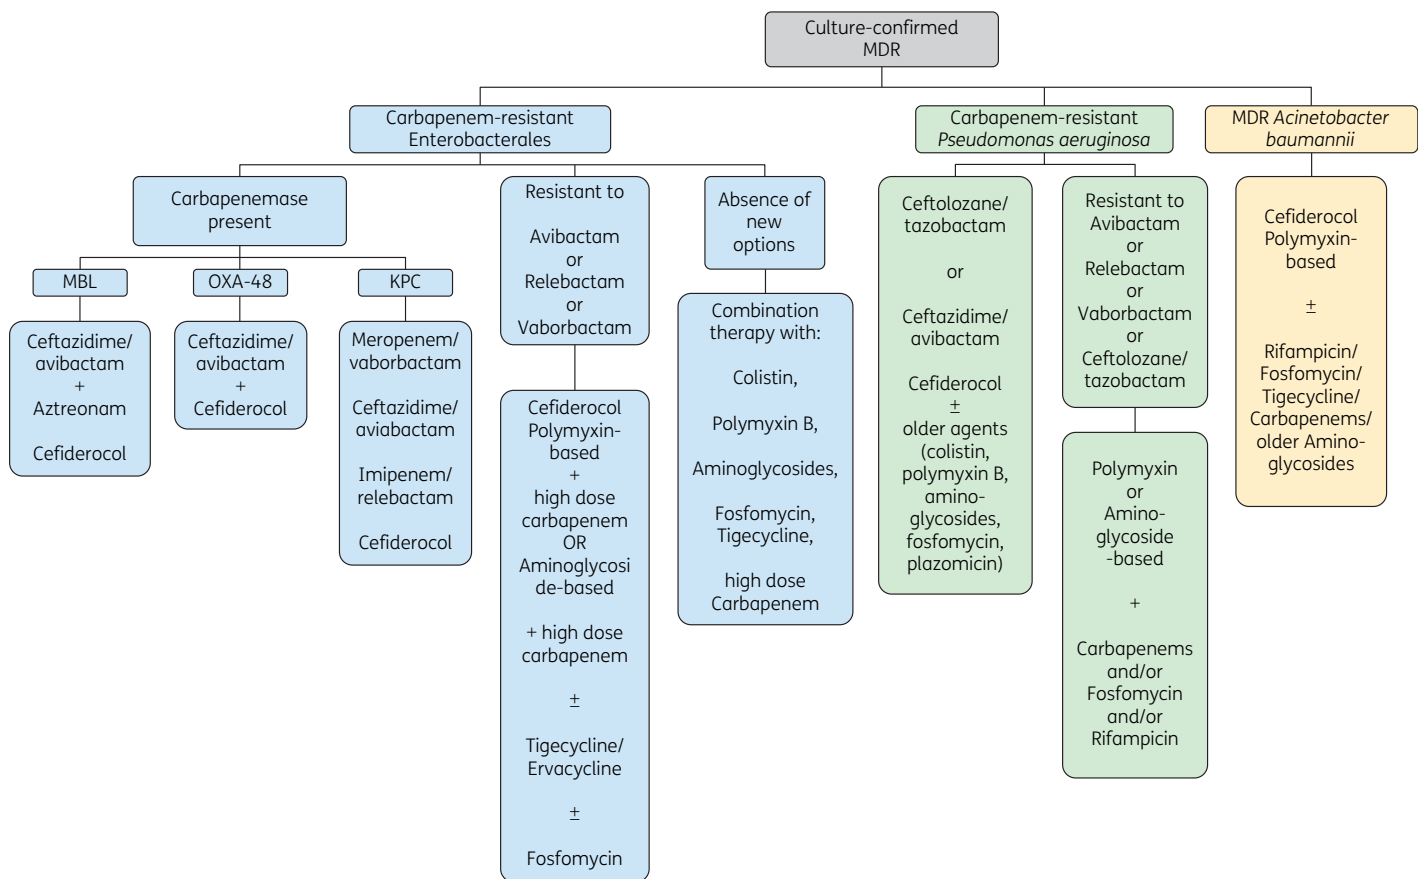 Culture-confirmed
MDR
Carbapenem-resistant
Enterobacterales
Carbapenem-resistant
Pseudomonas aeruginosa
MDR Acinetobacter
baumannii
Carbapenemase
present
Resistant to
Avibactam
or
Relebactam
or
Vaborbactam
Absence of
new
options
Ceftolozane/
tazobactam
or
Ceftazidime/
avibactam
Cefiderocol
±
older agents
(colistin,
polymyxin B,
amino-
glycosides,
fosfomycin,
plazomicin)
Resistant to
Avibactam
or
Relebactam
or
Vaborbactam
or
Ceftolozane/
tazobactam
Cefiderocol
Polymyxin-
based
±
Rifampicin/
Fosfomycin/
Tigecycline/
Carbapenems/
older Amino-
glycosides
MBL
OXA-48
KPC
Ceftazidime/
avibactam
+
Aztreonam
Cefiderocol
Ceftazidime/
avibactam
+
Cefiderocol
Meropenem/
vaborbactam
Ceftazidime/
aviabactam
Imipenem/
relebactam
Cefiderocol
Cefiderocol
Polymyxin-
based
+
high dose
carbapenem
OR
Aminoglycosi
de-based
+ high dose
carbapenem
±
Tigecycline/
Ervacycline
±
Fosfomycin
Combination
therapy with:
Colistin,
Polymyxin B,
Aminoglycosides,
Fosfomycin,
Tigecycline,
high dose
Carbapenem
Polymyxin
or
Amino-
glycoside
-based
+
Carbapenems
and/or
Fosfomycin
and/or
Rifampicin